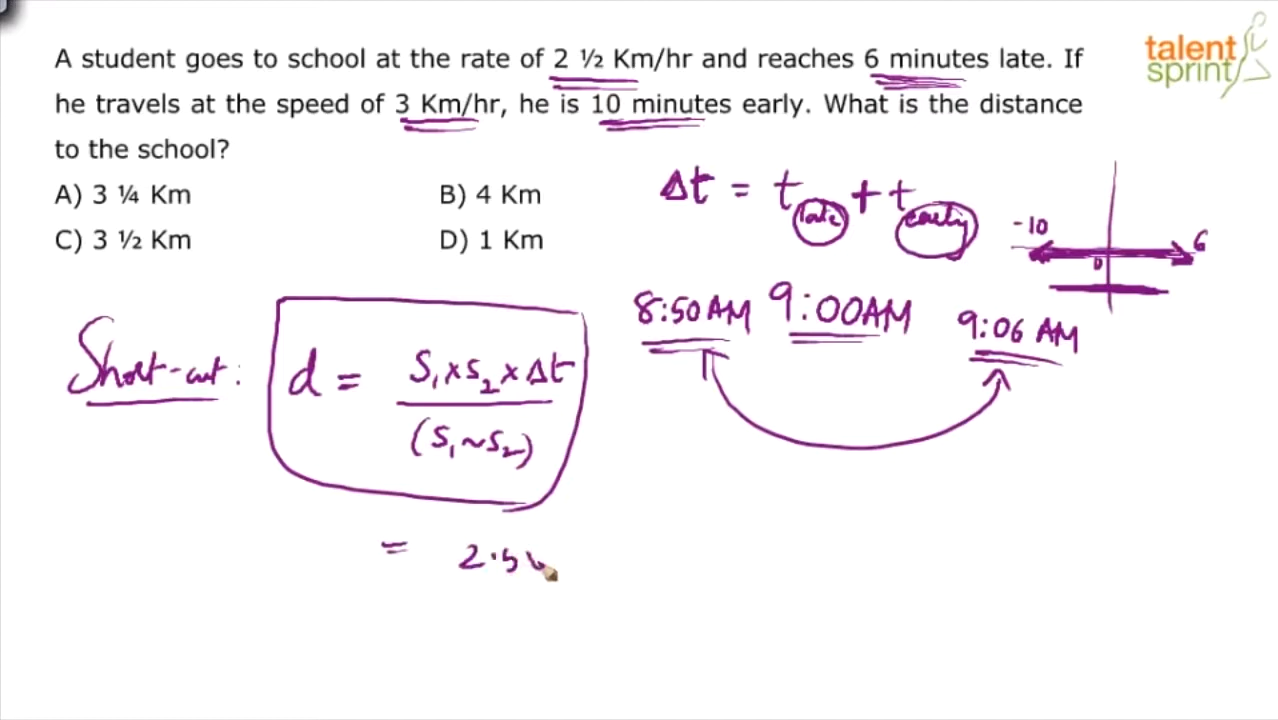 talent
sprint
A student goes to school at the rate of 2 ½ Km/hr and reaches 6 minutes late. If
he travels at the speed of 3 Km/hr, he is 10 minutes early. What is the distance
to the school?
A) 3 ¼ Km
B) 4 Km
C) 3 ½ Km
D) 1 Km
Δt = t late + t early
-10 0 6
8:50 AM 9:00 AM 9:06 AM
Short-cut:
d = S₁ x S₂ x Δt
(S₁ ~ S₂)
= 2.5